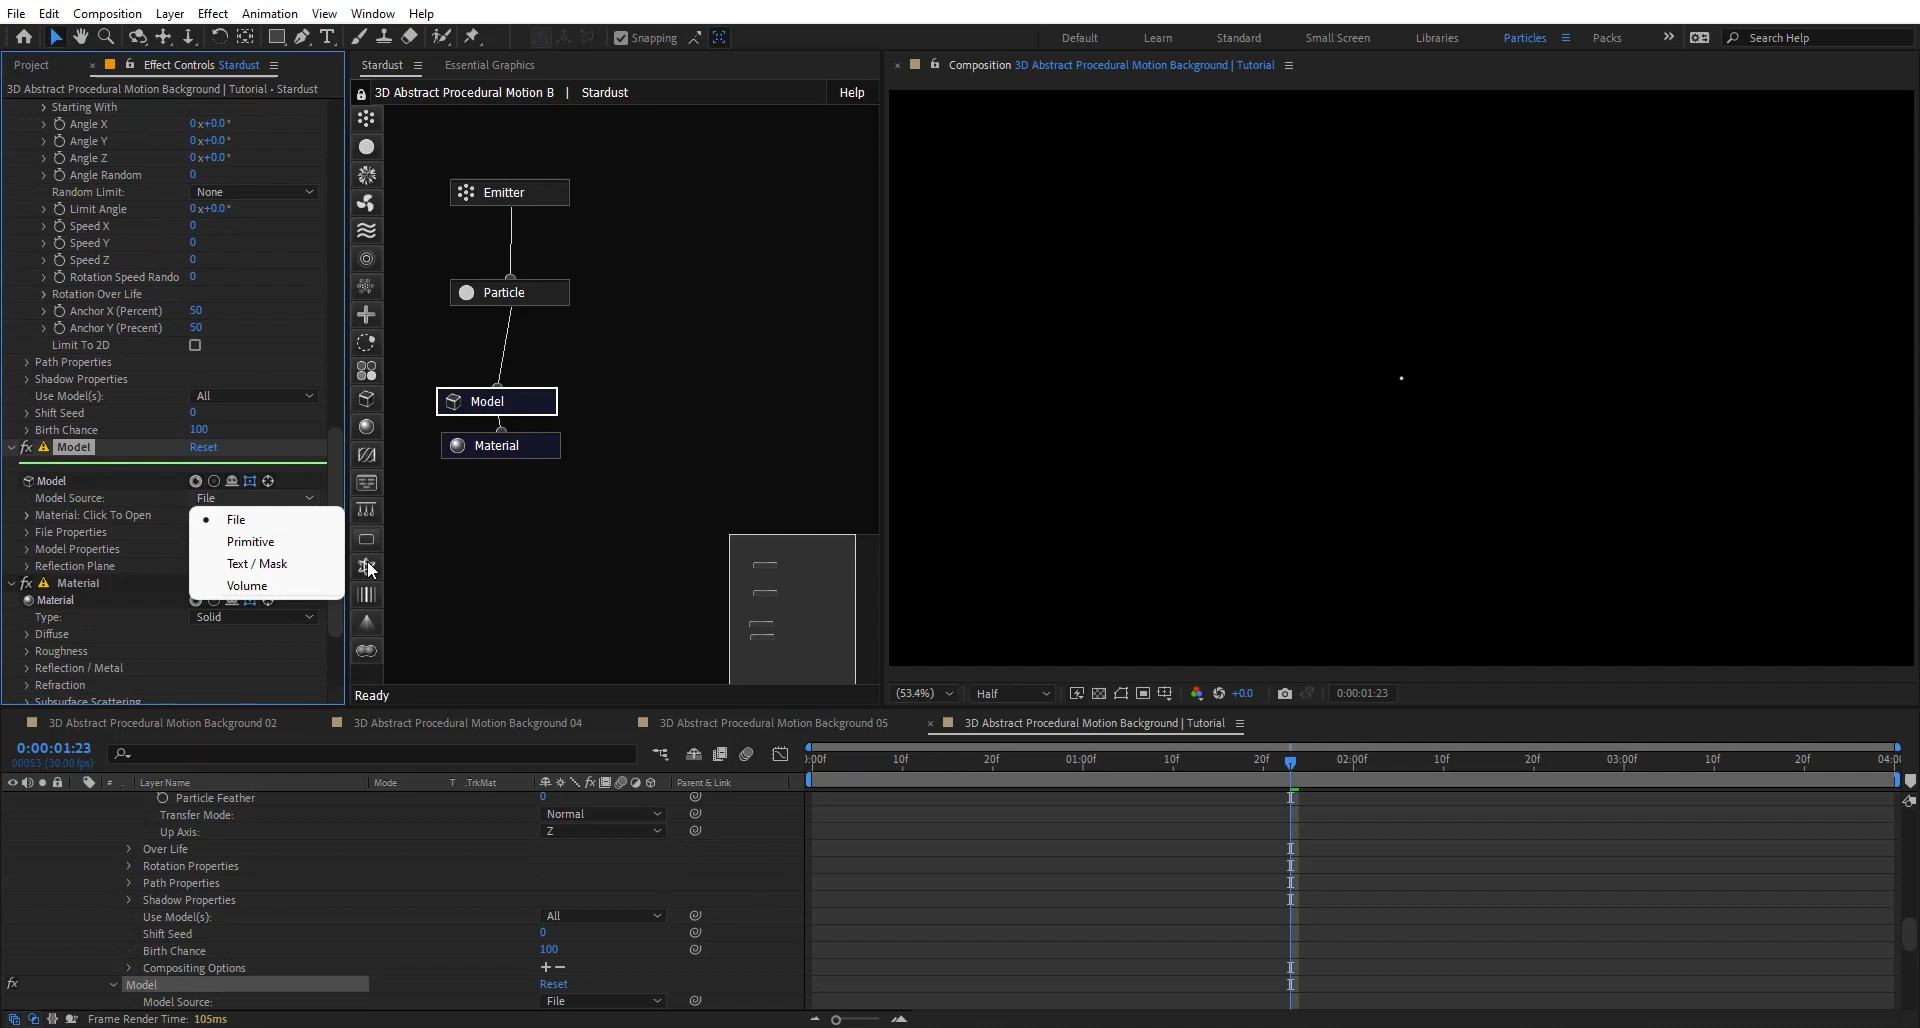 File Edit Composition Layer Effect Animation View Window Help
Snapping
Default Learn Standard Small Screen Libraries Particles Packs Search Help
Project Effect Controls Stardust
Stardust Essential Graphics
Composition 3D Abstract Procedural Motion Background | Tutorial
3D Abstract Procedural Motion Background | Tutorial • Stardust
3D Abstract Procedural Motion B | Stardust Help
Starting With
Angle X 0x+0.0°
Angle Y 0x+0.0°
Angle Z 0x+0.0°
Angle Random 0
Random Limit: None
Limit Angle 0x+0.0°
Speed X 0
Speed Y 0
Speed Z 0
Rotation Speed Rando 0
Rotation Over Life
Anchor X (Percent) 50
Anchor Y (Precent) 50
Limit To 2D
Path Properties
Shadow Properties
Use Model(s): All
Shift Seed 0
Birth Chance 100
fx Model Reset
Model
Model Source: File
Material: Click To Open
File Properties
Model Properties
Reflection Plane
File
Primitive
Text / Mask
Volume
fx Material
Material
Type: Solid
Diffuse
Roughness
Reflection / Metal
Refraction
Subsurface Scattering
Emitter
Particle
Model
Material
Ready
(53.4%) Half +0.0 0:00:01:23
3D Abstract Procedural Motion Background 02
3D Abstract Procedural Motion Background 04
3D Abstract Procedural Motion Background 05
3D Abstract Procedural Motion Background | Tutorial
0:00:01:23
00053 (30.00 fps)
):00f 10f 20f 01:00f 10f 20f 02:00f 10f 20f 03:00f 10f 20f 04:0
# Layer Name Mode T .TrkMat fx Parent & Link
Particle Feather 0
Transfer Mode: Normal
Up Axis: Z
Over Life
Rotation Properties
Path Properties
Shadow Properties
Use Model(s): All
Shift Seed 0
Birth Chance 100
Compositing Options
fx Model Reset
Model Source: File
Frame Render Time: 105ms